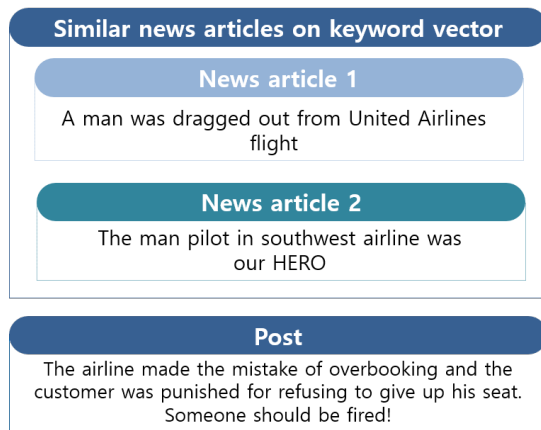 Similar news articles on keyword vector
News article 1
A man was dragged out from United Airlines
flight
News article 2
The man pilot in southwest airline was
our HERO
Post
The airline made the mistake of overbooking and the
customer was punished for refusing to give up his seat.
Someone should be fired!